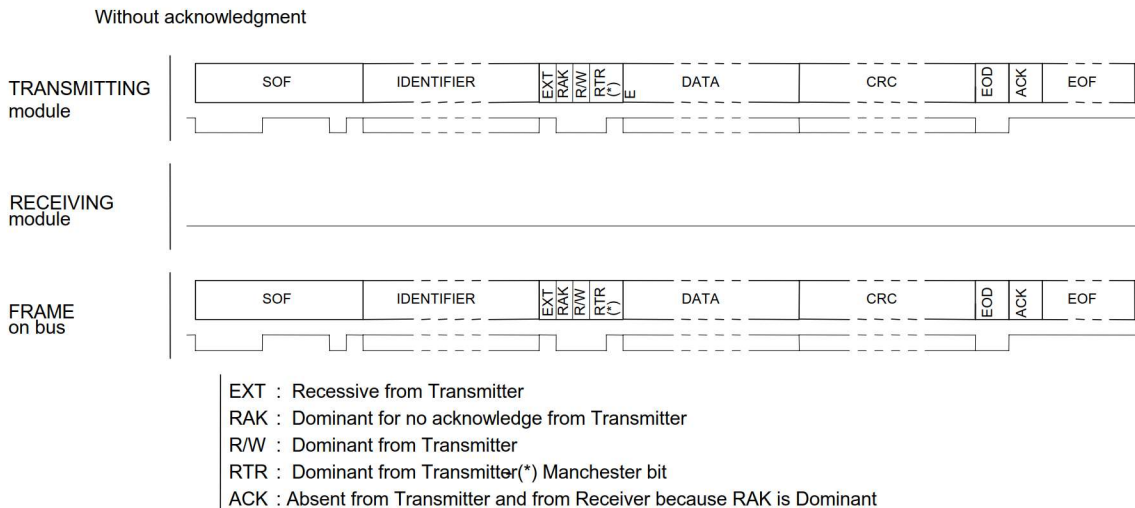 Without acknowledgment
TRANSMITTING
module
SOF IDENTIFIER EXT RAK R/W RTR (*) E DATA CRC EOD ACK EOF
RECEIVING
module
FRAME
on bus
SOF IDENTIFIER EXT RAK R/W RTR (*) DATA CRC EOD ACK EOF
EXT : Recessive from Transmitter
RAK : Dominant for no acknowledge from Transmitter
R/W : Dominant from Transmitter
RTR : Dominant from Transmitter-(*) Manchester bit
ACK : Absent from Transmitter and from Receiver because RAK is Dominant